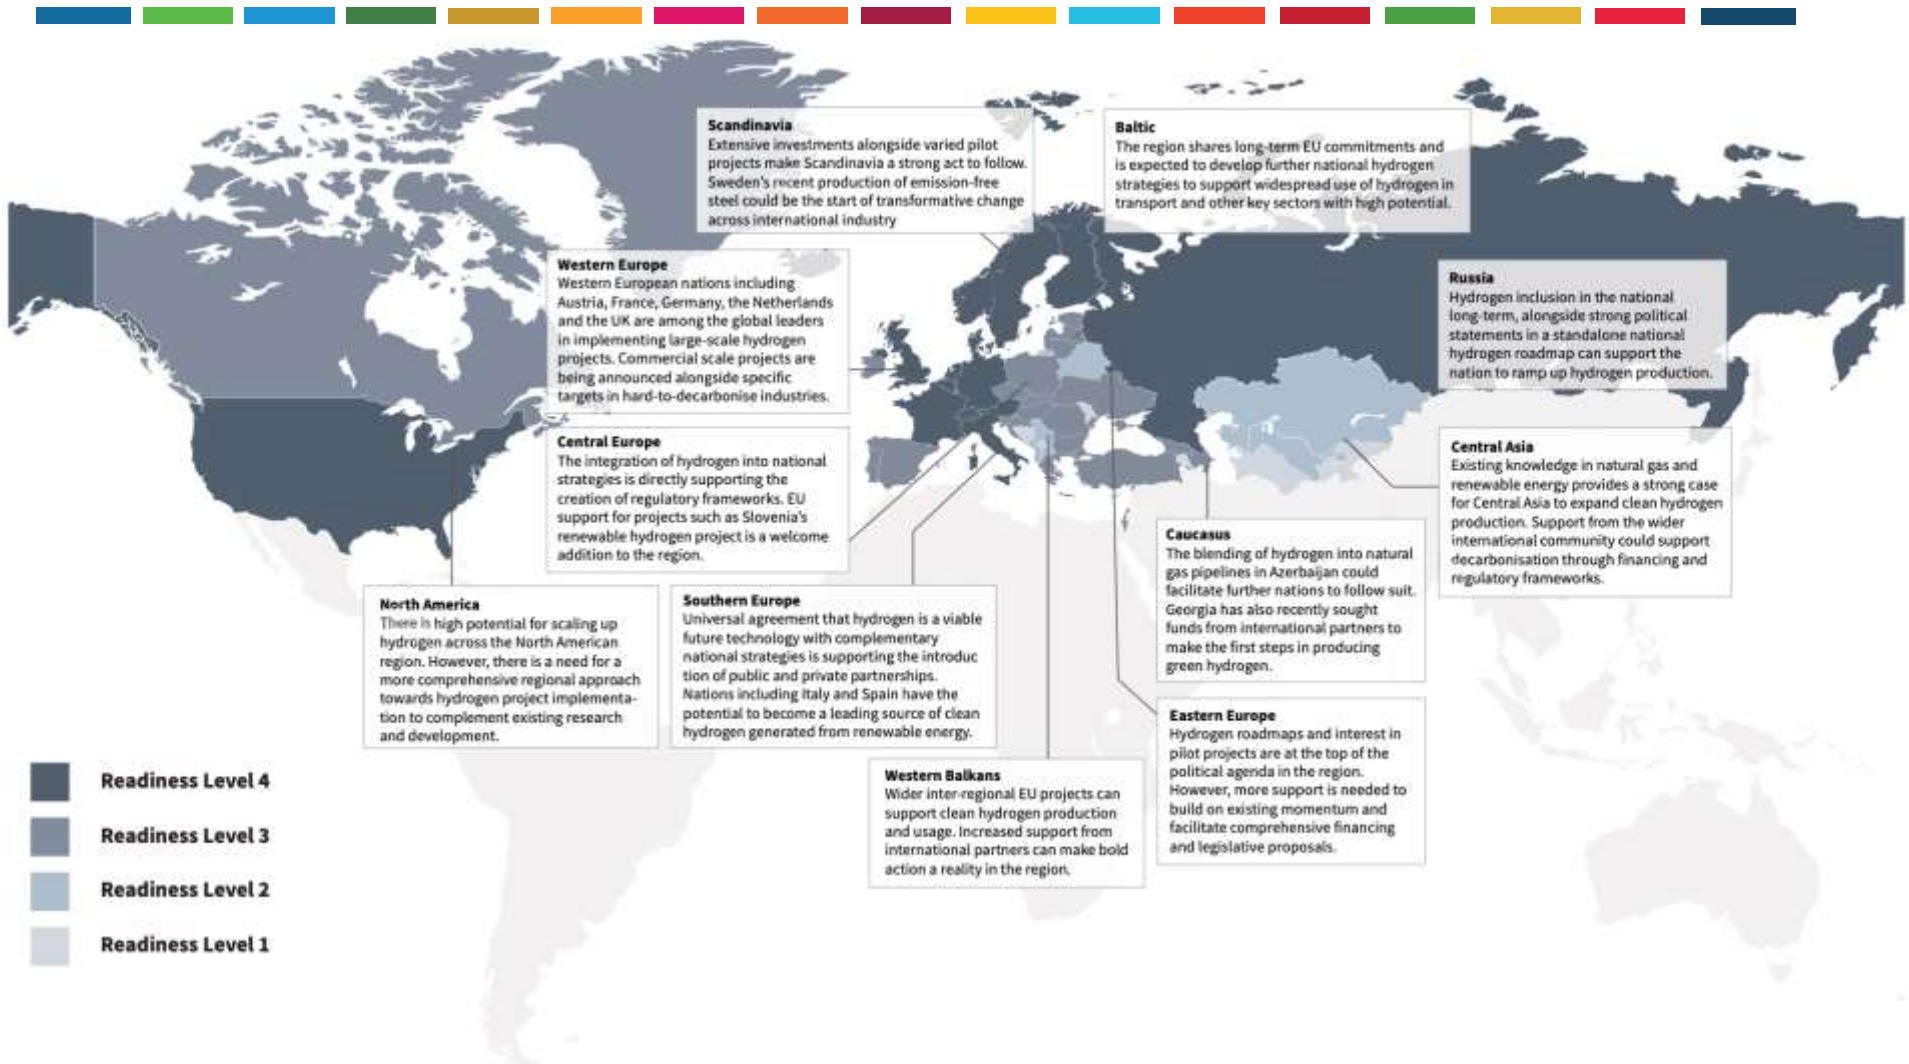 Scandinavia
Extensive investments alongside varied pilot
projects make Scandinavia a strong act to follow.
Sweden's recent production of emission-free
steel could be the start of transformative change
across international industry
Baltic
The region shares long-term EU commitments and
is expected to develop further national hydrogen
strategies to support widespread use of hydrogen in
transport and other key sectors with high potential.
Western Europe
Western European nations including
Austria, France, Germany, the Netherlands
and the UK are among the global leaders
in implementing large-scale hydrogen
projects. Commercial scale projects are
being announced alongside specific
targets in hard-to-decarbonise industries.
Russia
Hydrogen inclusion in the national
long-term, alongside strong political
statements in a standalone national
hydrogen roadmap can support the
nation to ramp up hydrogen production.
Central Europe
The integration of hydrogen into national
strategies is directly supporting the
creation of regulatory frameworks. EU
support for projects such as Slovenia's
renewable hydrogen project is a welcome
addition to the region.
Central Asia
Existing knowledge in natural gas and
renewable energy provides a strong case
for Central Asia to expand clean hydrogen
production. Support from the wider
international community could support
decarbonisation through financing and
regulatory frameworks.
Caucasus
The blending of hydrogen into natural
gas pipelines in Azerbaijan could
facilitate further nations to follow suit.
Georgia has also recently sought
funds from international partners to
make the first steps in producing
green hydrogen.
North America
There is high potential for scaling up
hydrogen across the North American
region. However, there is a need for a
more comprehensive regional approach
towards hydrogen project implementa-
tion to complement existing research
and development.
Southern Europe
Universal agreement that hydrogen is a viable
future technology with complementary
national strategies is supporting the introduc
tion of public and private partnerships.
Nations including Italy and Spain have the
potential to become a leading source of clean
hydrogen generated from renewable energy.
Eastern Europe
Hydrogen roadmaps and interest in
pilot projects are at the top of the
political agenda in the region.
However, more support is needed to
build on existing momentum and
facilitate comprehensive financing
and legislative proposals.
Western Balkans
Wider inter-regional EU projects can
support clean hydrogen production
and usage. Increased support from
international partners can make bold
action a reality in the region.
Readiness Level 4
Readiness Level 3
Readiness Level 2
Readiness Level 1